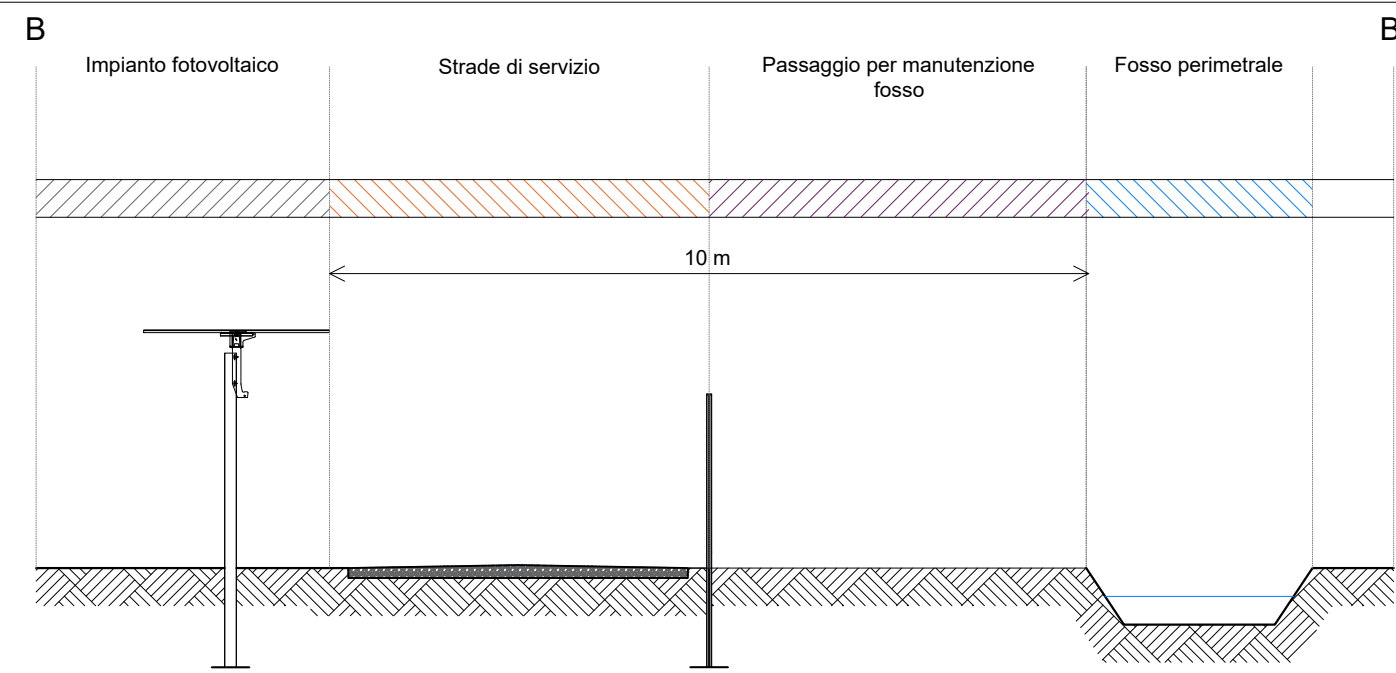 B
B
Impianto fotovoltaico
Strade di servizio
Passaggio per manutenzione
fosso
Fosso perimetrale
10 m